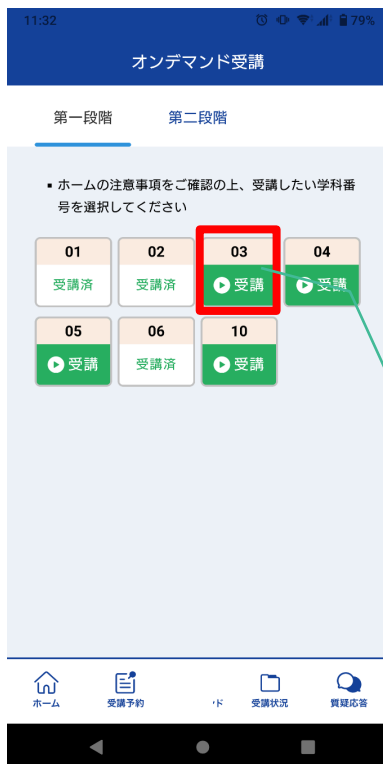 11:32
79%
オンデマンド受講
第一段階
第二段階
▪ ホームの注意事項をご確認の上、受講したい学科番
号を選択してください
01
02
03
04
受講済
受講済
受講
受講
05
06
10
受講
受講済
受講
ホーム
受講予約
ド
受講状況
質疑応答